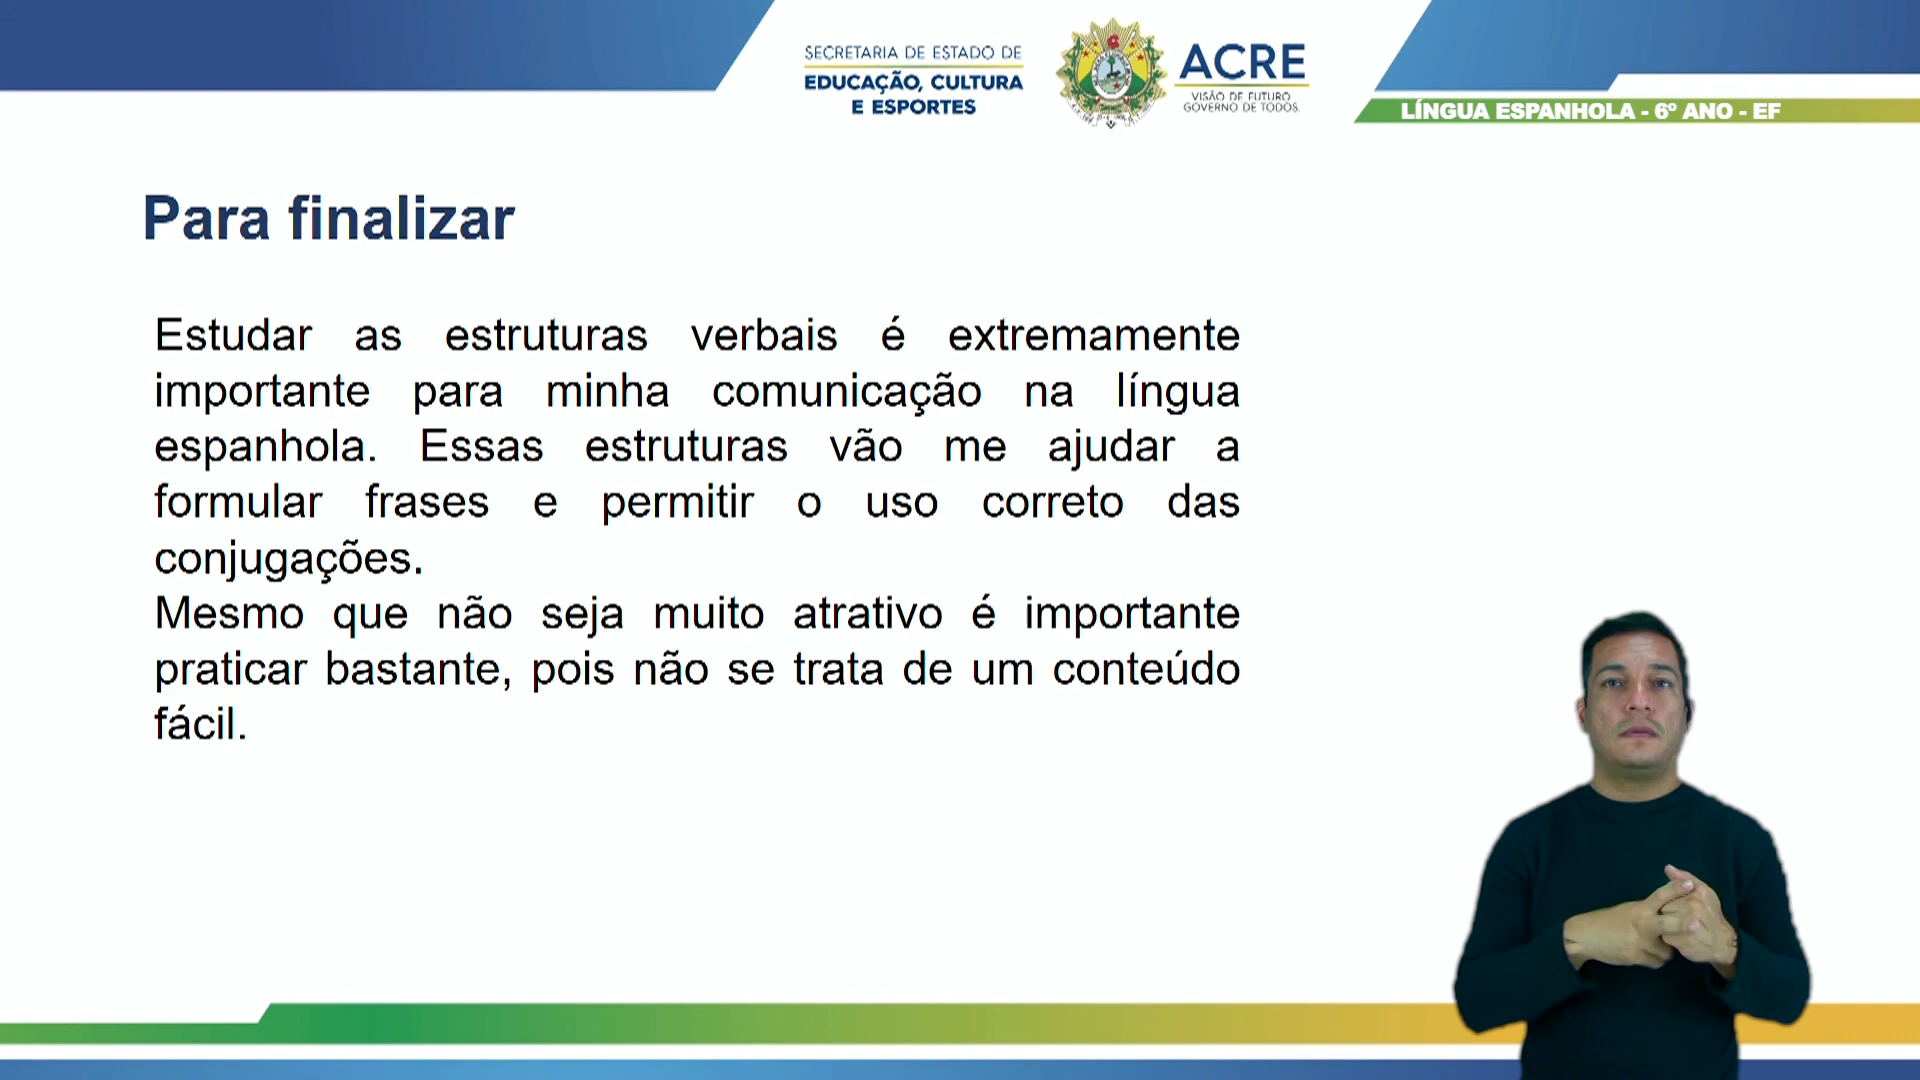 SECRETARIA DE ESTADO DE
EDUCAÇÃO, CULTURA
E ESPORTES
ACRE
VISÃO DE FUTURO
GOVERNO DE TODOS.
LÍNGUA ESPANHOLA - 6º ANO - EF
Para finalizar
Estudar as estruturas verbais é extremamente
importante para minha comunicação na língua
espanhola. Essas estruturas vão me ajudar a
formular frases e permitir o uso correto das
conjugações.
Mesmo que não seja muito atrativo é importante
praticar bastante, pois não se trata de um conteúdo
fácil.